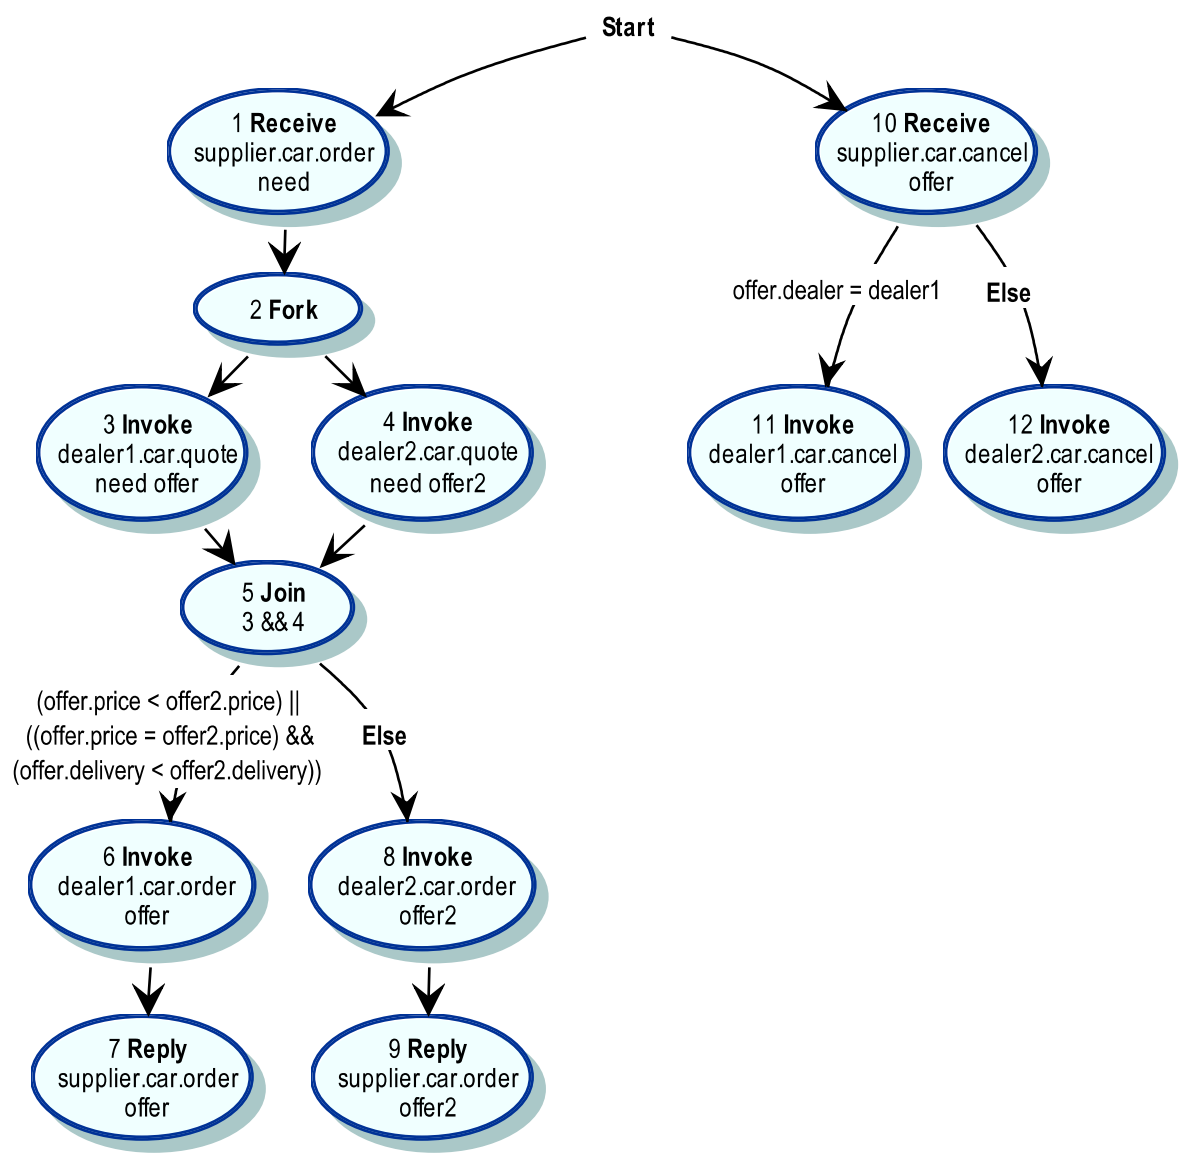 Start
1 Receive
supplier.car.order
need
10 Receive
supplier.car.cancel
offer
2 Fork
offer.dealer = dealer1
Else
3 Invoke
dealer1.car.quote
need offer
4 Invoke
dealer2.car.quote
need offer2
11 Invoke
dealer1.car.cancel
offer
12 Invoke
dealer2.car.cancel
offer
5 Join
3 && 4
(offer.price < offer2.price) ||
((offer.price = offer2.price) &&
(offer.delivery < offer2.delivery))
Else
6 Invoke
dealer1.car.order
offer
8 Invoke
dealer2.car.order
offer2
7 Reply
supplier.car.order
offer
9 Reply
supplier.car.order
offer2